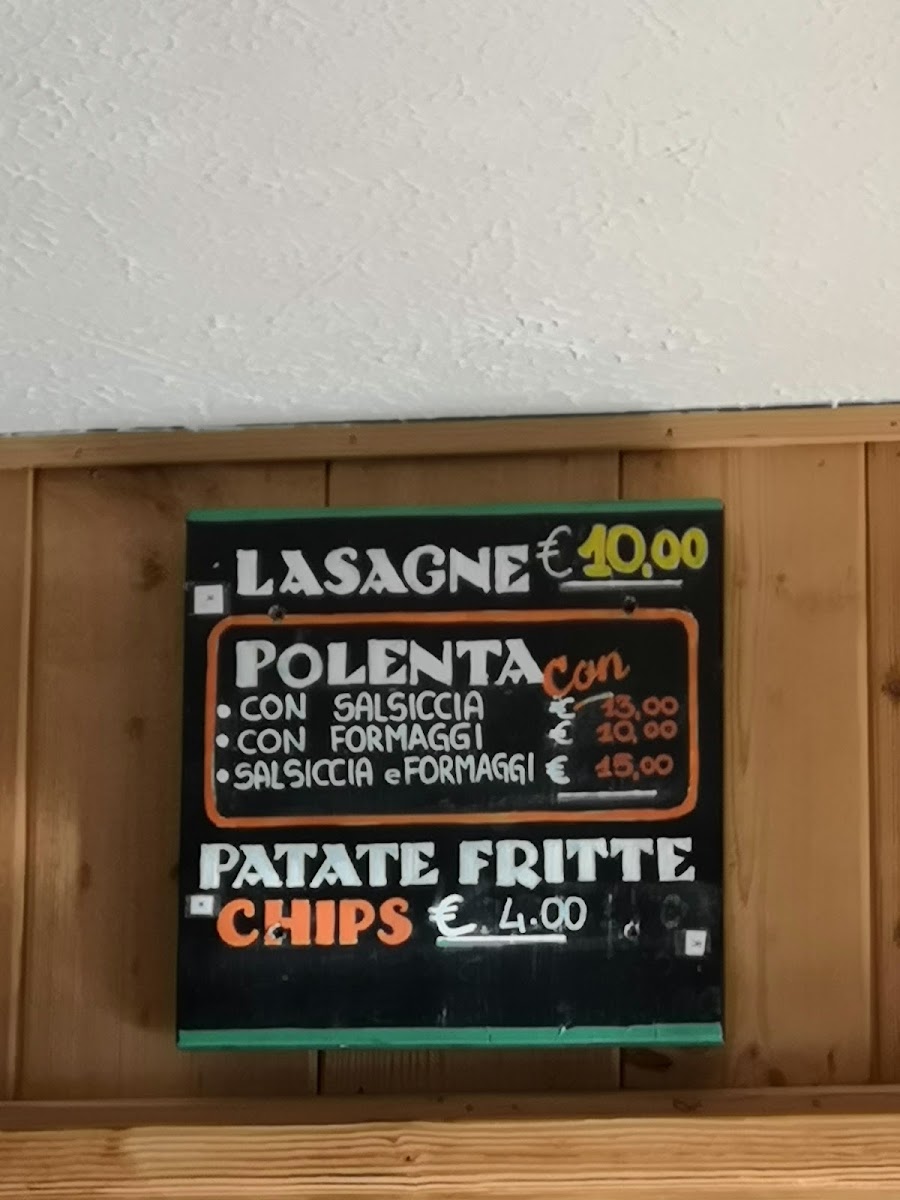 LASAGNE € 10,00
POLENTA con
• CON SALSICCIA € 13,00
• CON FORMAGGI € 10,00
• SALSICCIA e FORMAGGI € 15,00
PATATE FRITTE
CHIPS € 4.00